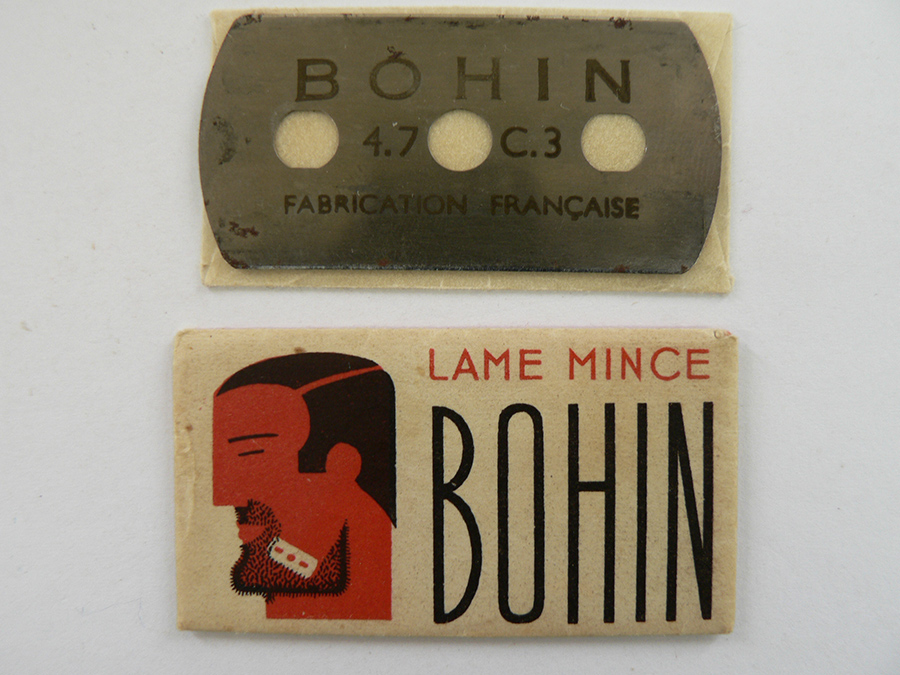 BOHIN
4.7 C.3
FABRICATION FRANÇAISE
LAME MINCE
BOHIN